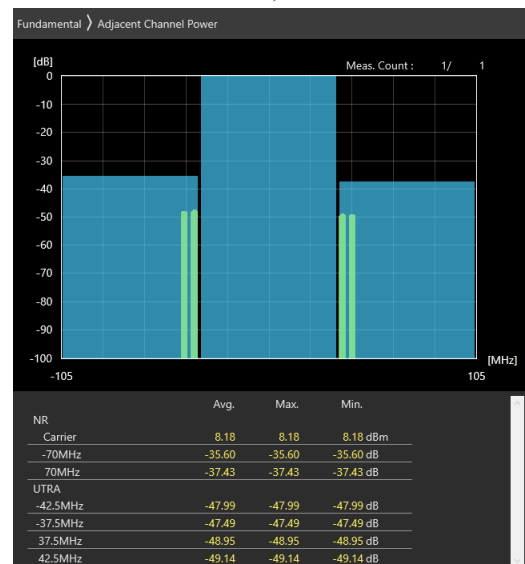 Fundamental 〉 Adjacent Channel Power
[dB] Meas. Count : 1/ 1
0
-10
-20
-30
-40
-50
-60
-70
-80
-90
-100 [MHz]
-105 105
Avg. Max. Min.
NR
Carrier 8.18 8.18 8.18 dBm
-70MHz -35.60 -35.60 -35.60 dB
70MHz -37.43 -37.43 -37.43 dB
UTRA
-42.5MHz -47.99 -47.99 -47.99 dB
-37.5MHz -47.49 -47.49 -47.49 dB
37.5MHz -48.95 -48.95 -48.95 dB
42.5MHz -49.14 -49.14 -49.14 dB